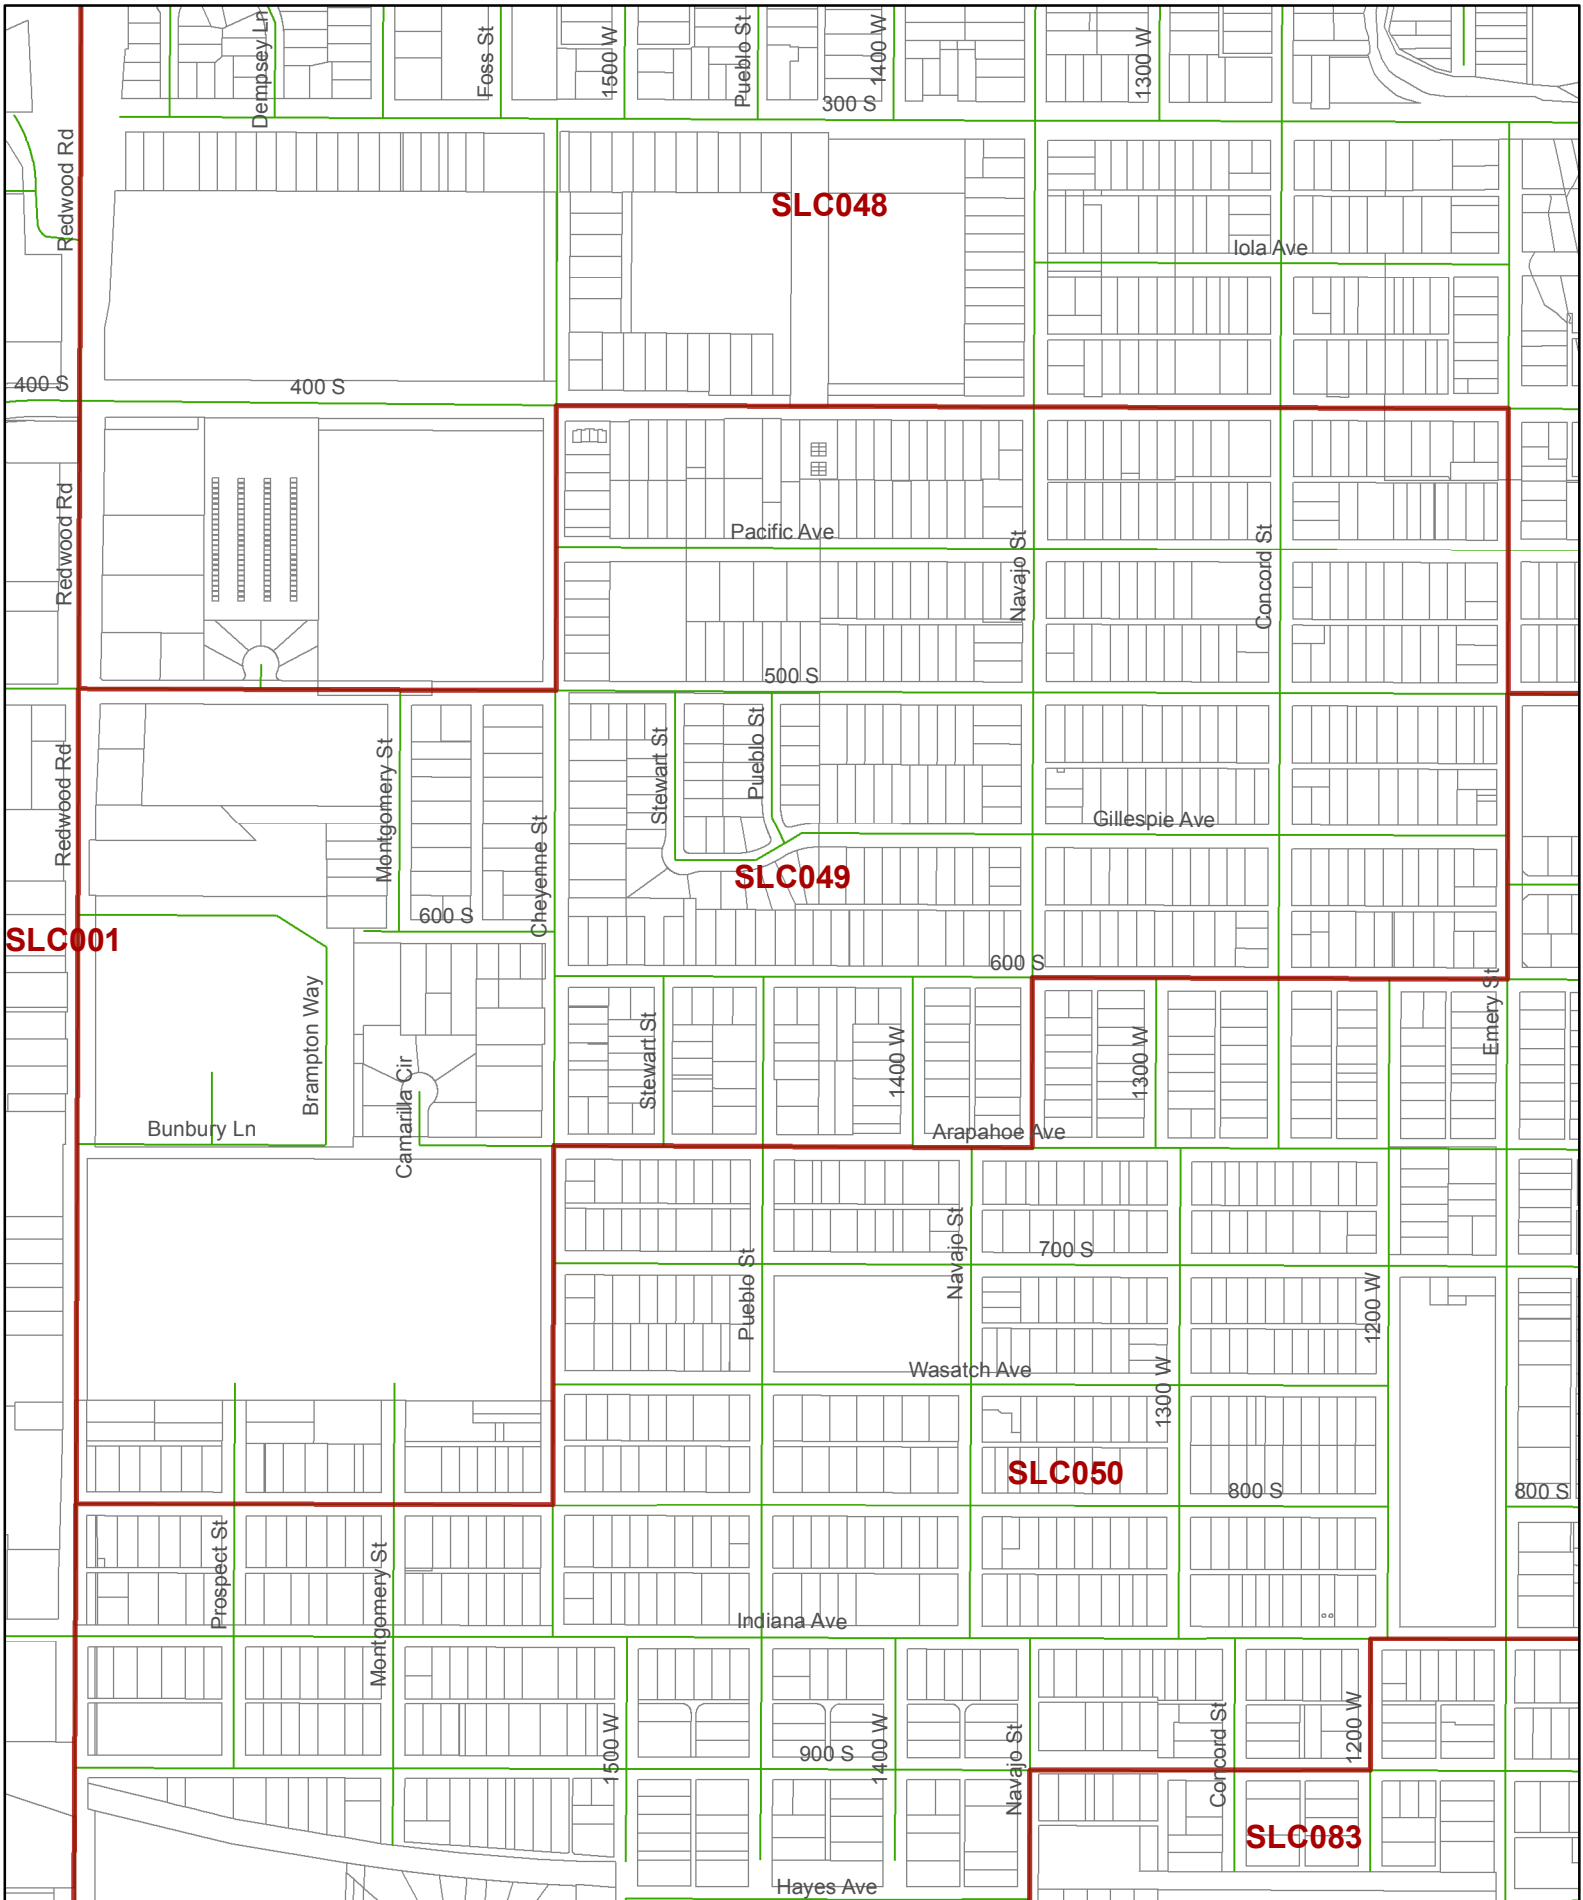 Dempsey Ln
Foss St
1500 W
Pueblo St
1400 W
1300 W
300 S
Redwood Rd
SLC048
Iola Ave
400 S
400 S
Redwood Rd
Pacific Ave
Navajo St
Concord St
500 S
Redwood Rd
Montgomery St
Stewart St
Pueblo St
Cheyenne St
Gillespie Ave
SLC049
600 S
SLC001
600 S
Brampton Way
Emery St
Stewart St
1400 W
1300 W
Camarilla Cir
Bunbury Ln
Arapahoe Ave
Navajo St
700 S
Pueblo St
1200 W
Wasatch Ave
1300 W
SLC050
800 S
800 S
Prospect St
Montgomery St
Indiana Ave
1500 W
900 S
1400 W
Navajo St
Concord St
1200 W
SLC083
Hayes Ave